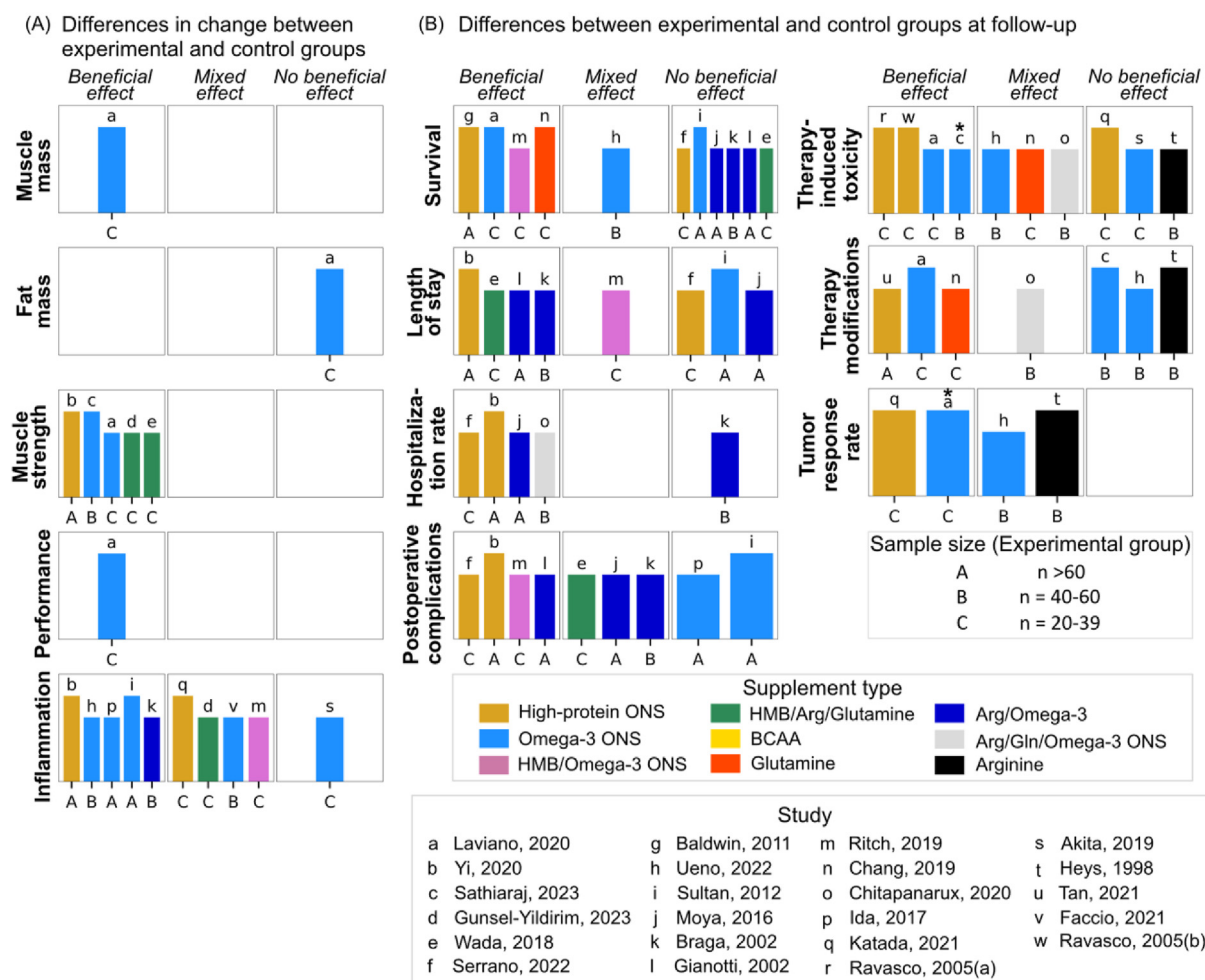 (A) Differences in change between
experimental and control groups
Beneficial effect Mixed effect No beneficial effect
Muscle mass
a
C
Fat mass
a
C
Muscle strength
b c a d e
A B C C C
Performance
a
C
Inflammation
b h p i k q d v m s
A B A A B C C B C C
(B) Differences between experimental and control groups at follow-up
Beneficial effect Mixed effect No beneficial effect
Survival
g a m n h f i j k l e
A C C C B C A A B A C
Length of stay
b e l k m f i j
A C A B C C A A
Hospitaliza-
tion rate
f b j o k
C A A B B
Postoperative
complications
f b m l e j k p i
C A C A C A B A A
Beneficial effect Mixed effect No beneficial effect
Therapy-
induced
toxicity
r w a * c h n o q s t
C C C B B C B C C B
Therapy
modifications
u a n o c h t
A C C B B B B
Tumor
response
rate
q * a h t
C C B B
Sample size (Experimental group)
A n >60
B n = 40-60
C n = 20-39
Supplement type
High-protein ONS HMB/Arg/Glutamine Arg/Omega-3
Omega-3 ONS BCAA Arg/Gln/Omega-3 ONS
HMB/Omega-3 ONS Glutamine Arginine
Study
a Laviano, 2020 g Baldwin, 2011 m Ritch, 2019 s Akita, 2019
b Yi, 2020 h Ueno, 2022 n Chang, 2019 t Heys, 1998
c Sathiaraj, 2023 i Sultan, 2012 o Chitapanarux, 2020 u Tan, 2021
d Gunsel-Yildirim, 2023 j Moya, 2016 p Ida, 2017 v Faccio, 2021
e Wada, 2018 k Braga, 2002 q Katada, 2021 w Ravasco, 2005(b)
f Serrano, 2022 l Gianotti, 2002 r Ravasco, 2005(a)